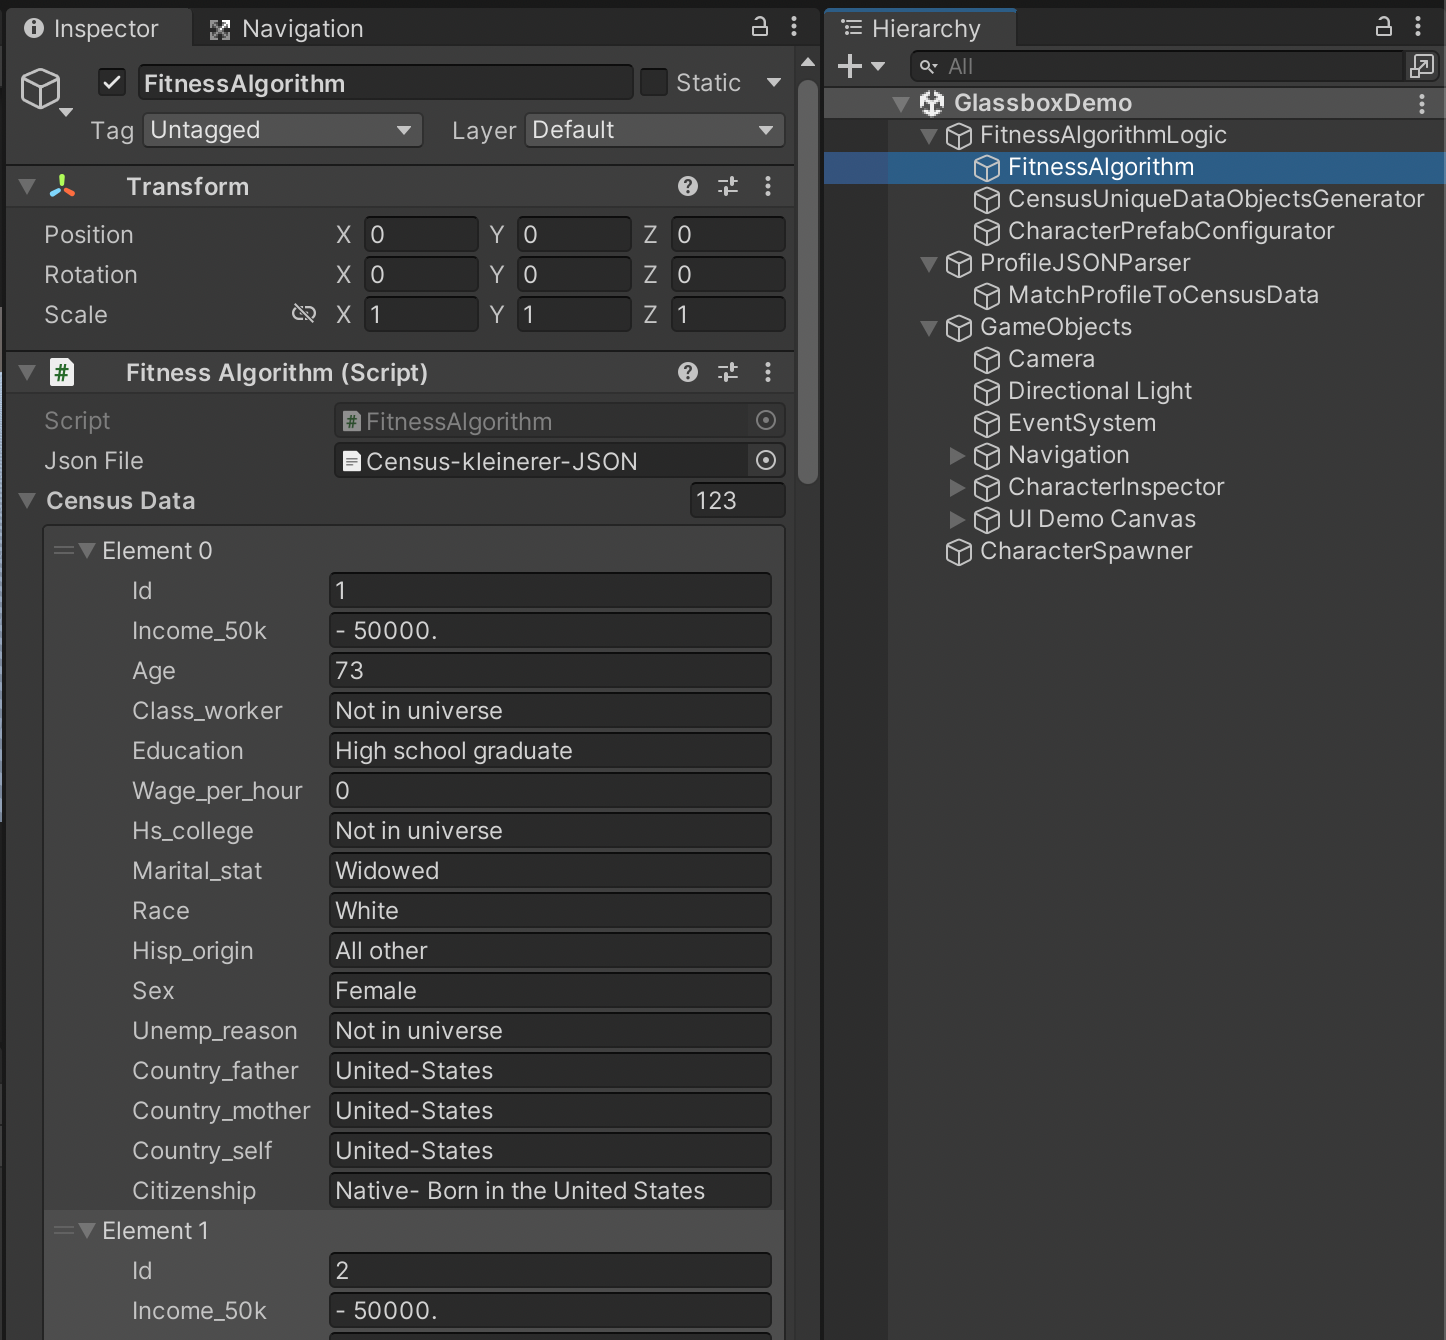 Inspector
Navigation
FitnessAlgorithm
Static
Tag Untagged Layer Default
Transform
Position X 0 Y 0 Z 0
Rotation X 0 Y 0 Z 0
Scale X 1 Y 1 Z 1
# Fitness Algorithm (Script)
Script # FitnessAlgorithm
Json File Census-kleinerer-JSON
Census Data 123
Element 0
Id 1
Income_50k - 50000.
Age 73
Class_worker Not in universe
Education High school graduate
Wage_per_hour 0
Hs_college Not in universe
Marital_stat Widowed
Race White
Hisp_origin All other
Sex Female
Unemp_reason Not in universe
Country_father United-States
Country_mother United-States
Country_self United-States
Citizenship Native- Born in the United States
Element 1
Id 2
Income_50k - 50000.
Hierarchy
All
GlassboxDemo
FitnessAlgorithmLogic
FitnessAlgorithm
CensusUniqueDataObjectsGenerator
CharacterPrefabConfigurator
ProfileJSONParser
MatchProfileToCensusData
GameObjects
Camera
Directional Light
EventSystem
Navigation
CharacterInspector
UI Demo Canvas
CharacterSpawner